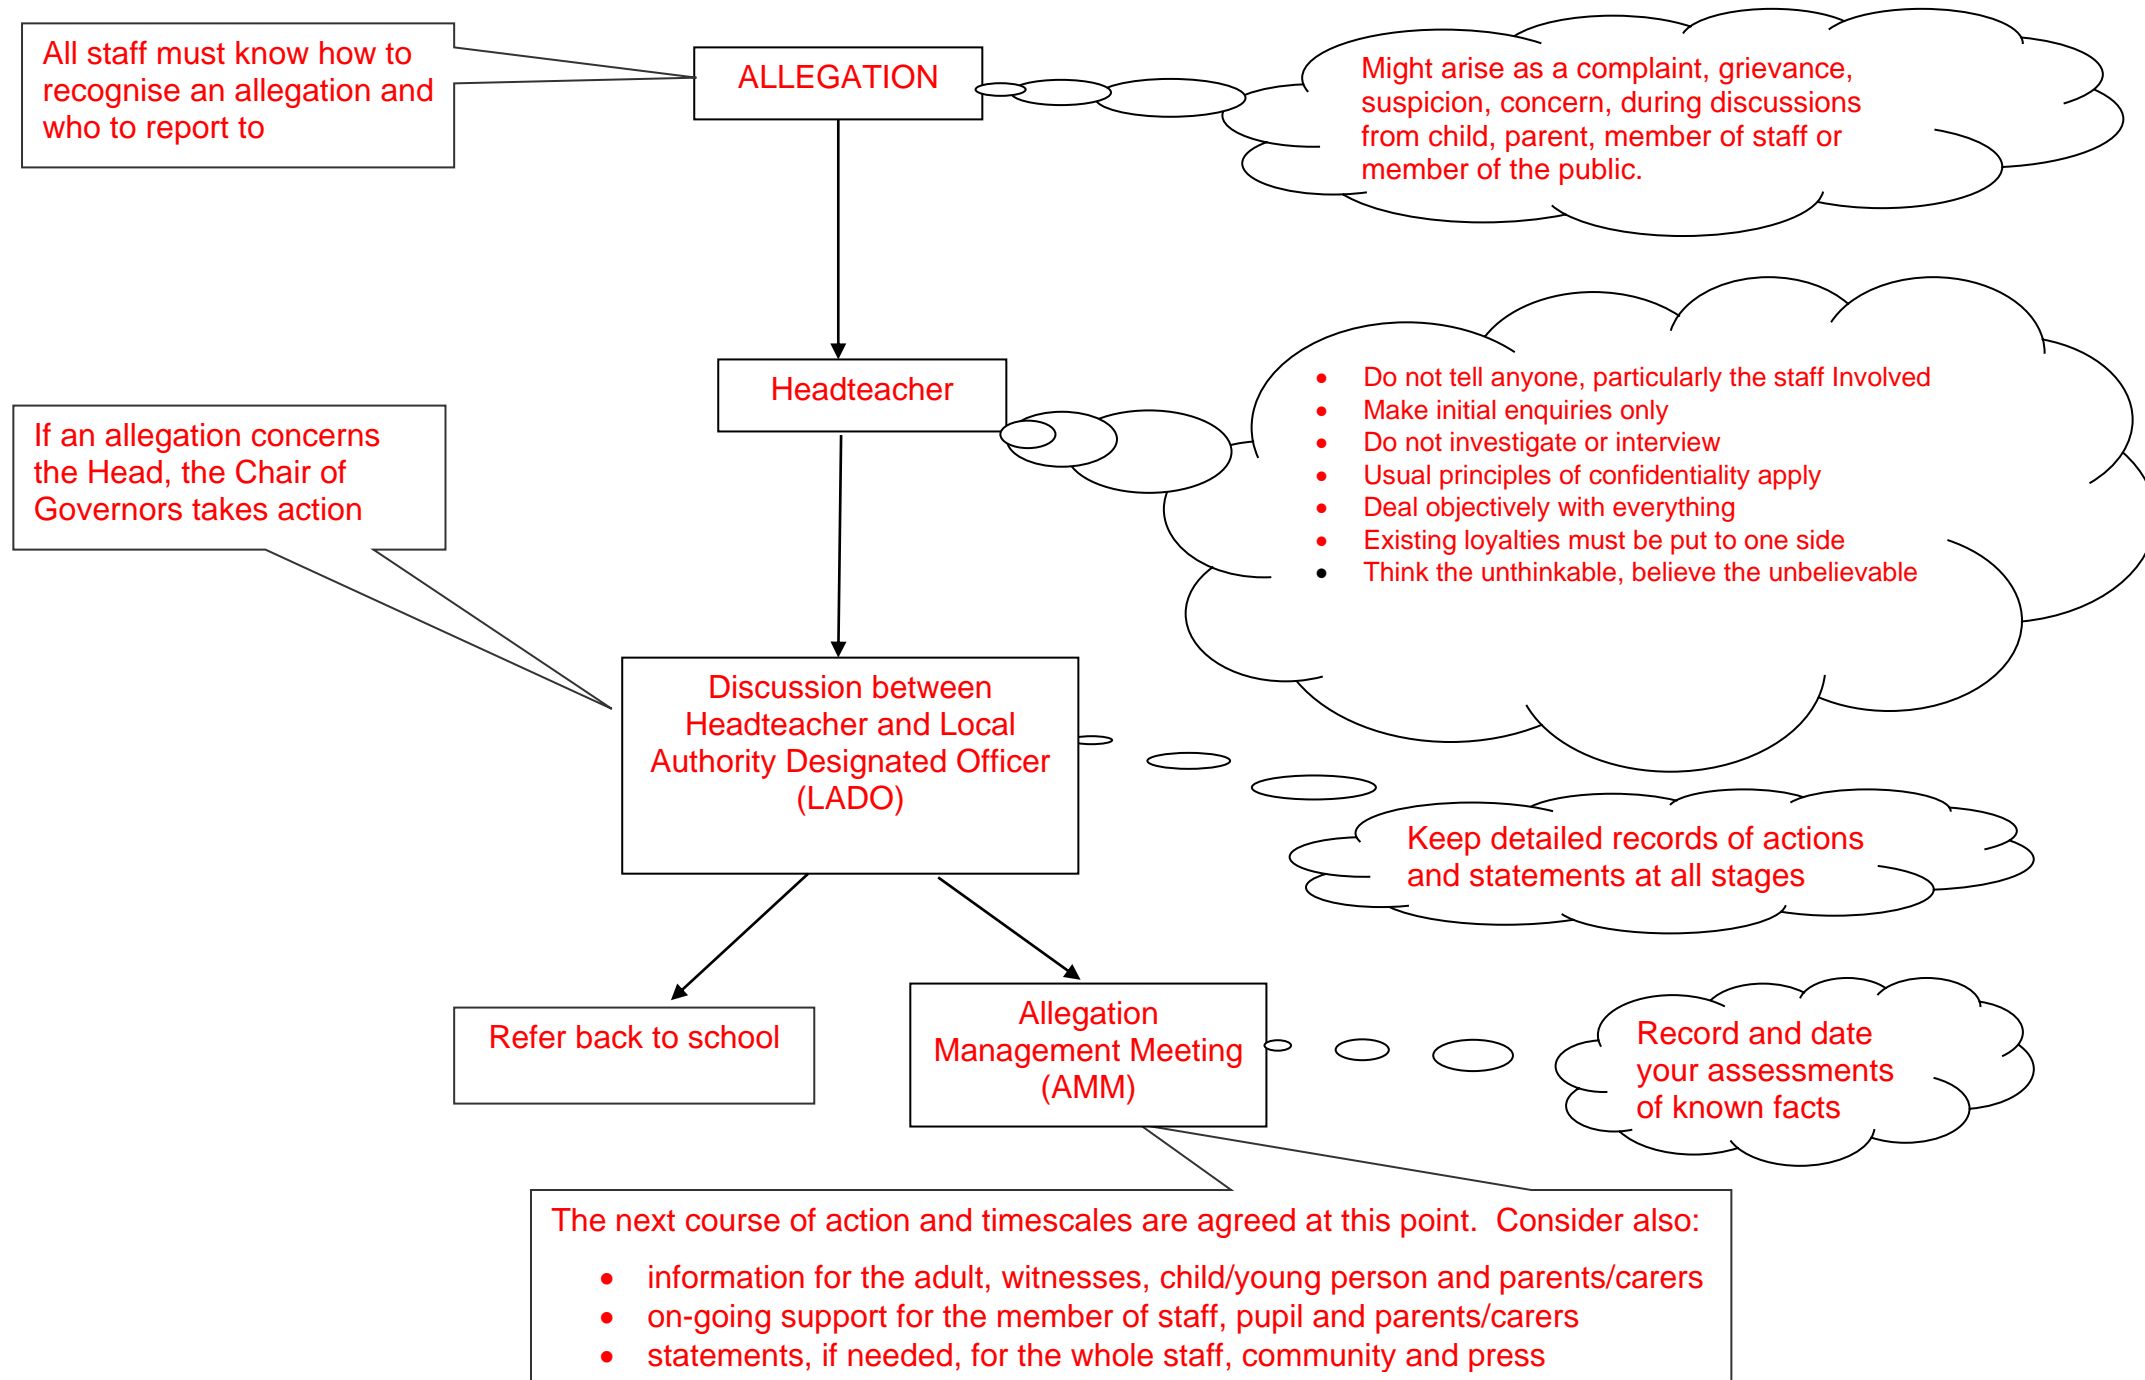 All staff must know how to
recognise an allegation and
who to report to
ALLEGATION
Might arise as a complaint, grievance,
suspicion, concern, during discussions
from child, parent, member of staff or
member of the public.
Headteacher
• Do not tell anyone, particularly the staff Involved
• Make initial enquiries only
• Do not investigate or interview
• Usual principles of confidentiality apply
• Deal objectively with everything
• Existing loyalties must be put to one side
• Think the unthinkable, believe the unbelievable
If an allegation concerns
the Head, the Chair of
Governors takes action
Discussion between
Headteacher and Local
Authority Designated Officer
(LADO)
Keep detailed records of actions
and statements at all stages
Refer back to school
Allegation
Management Meeting
(AMM)
Record and date
your assessments
of known facts
The next course of action and timescales are agreed at this point.  Consider also:
• information for the adult, witnesses, child/young person and parents/carers
• on-going support for the member of staff, pupil and parents/carers
• statements, if needed, for the whole staff, community and press